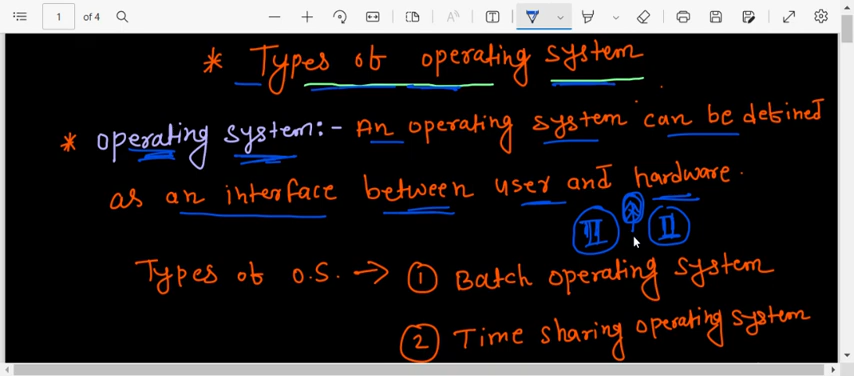 1 of 4
* Types of operating system
* operating system:- An operating system can be defined
as an interface between user and hardware.
Types of O.S. → ① Batch operating system
② Time sharing operating system